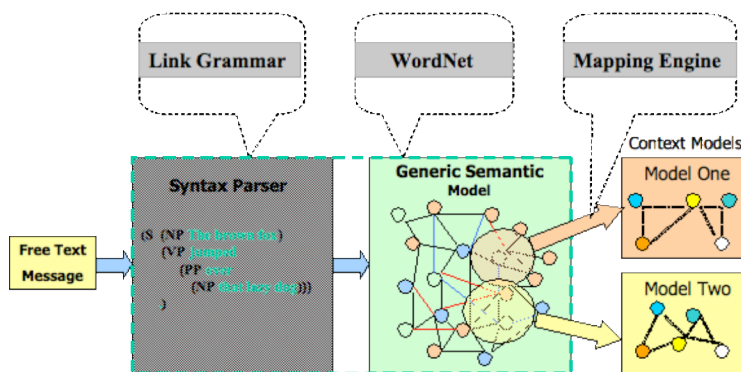 Link Grammar
WordNet
Mapping Engine
Context Models
Syntax Parser
Generic Semantic
Model
Model One
(S (NP The brown fox)
(VP jumped
(PP over
(NP that lazy dog)))
)
Free Text
Message
Model Two